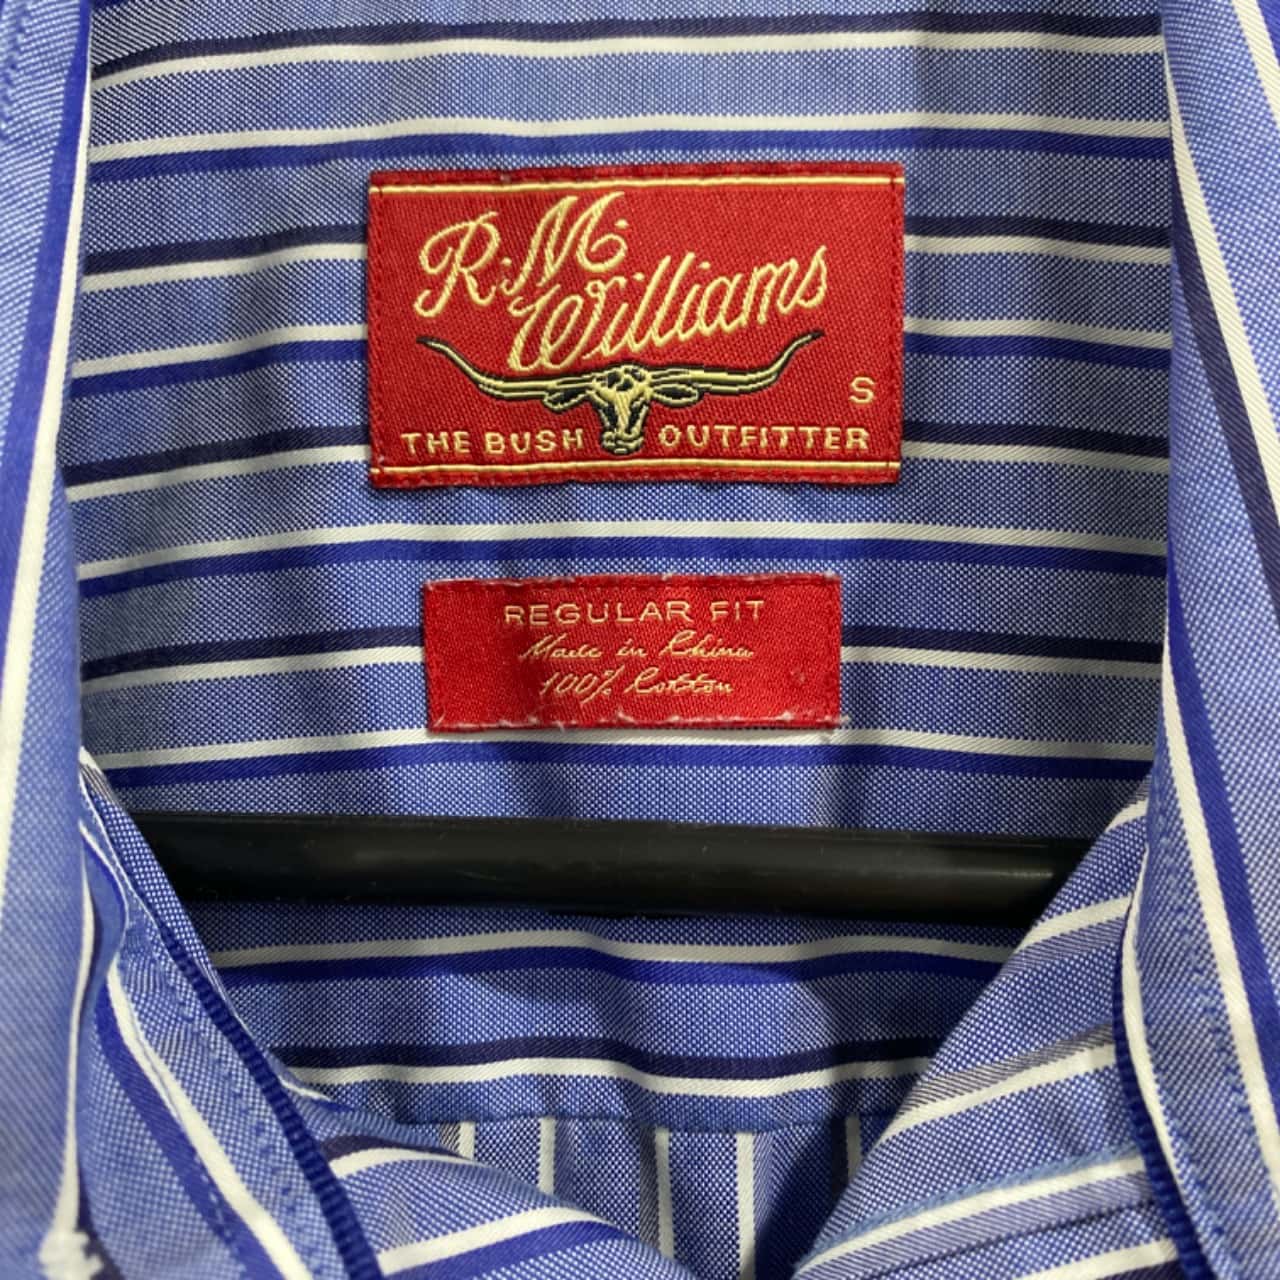 R.M.
Williams
S
THE BUSH OUTFITTER
REGULAR FIT
Made in China
100% Cotton